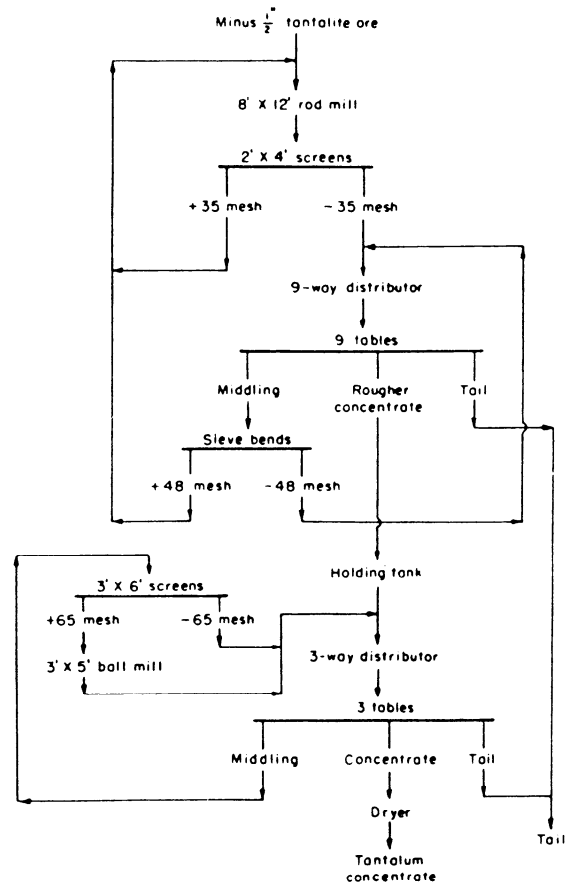 Minus 1/2" tantalite ore
8' X 12' rod mill
2' X 4' screens
+35 mesh
-35 mesh
9-way distributor
9 tables
Middling
Rougher
concentrate
Tail
Sieve bends
+48 mesh
-48 mesh
Holding tank
3' X 6' screens
+65 mesh
-65 mesh
3' X 5' ball mill
3-way distributor
3 tables
Middling
Concentrate
Tail
Dryer
Tail
Tantalum
concentrate